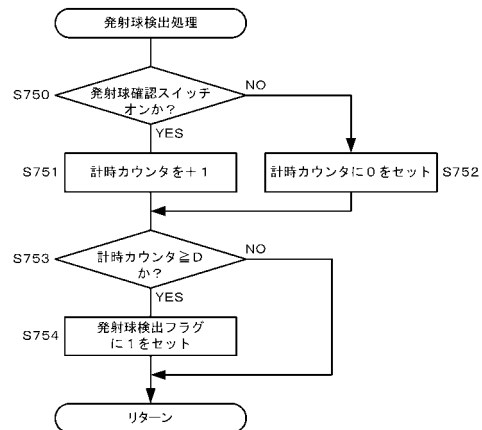 発射球検出処理
S750
発射球確認スイッチ
オンか？
NO
YES
S751
計時カウンタを＋１
計時カウンタに０をセット
S752
S753
計時カウンタ≧D
か？
NO
YES
S754
発射球検出フラグ
に１をセット
リターン